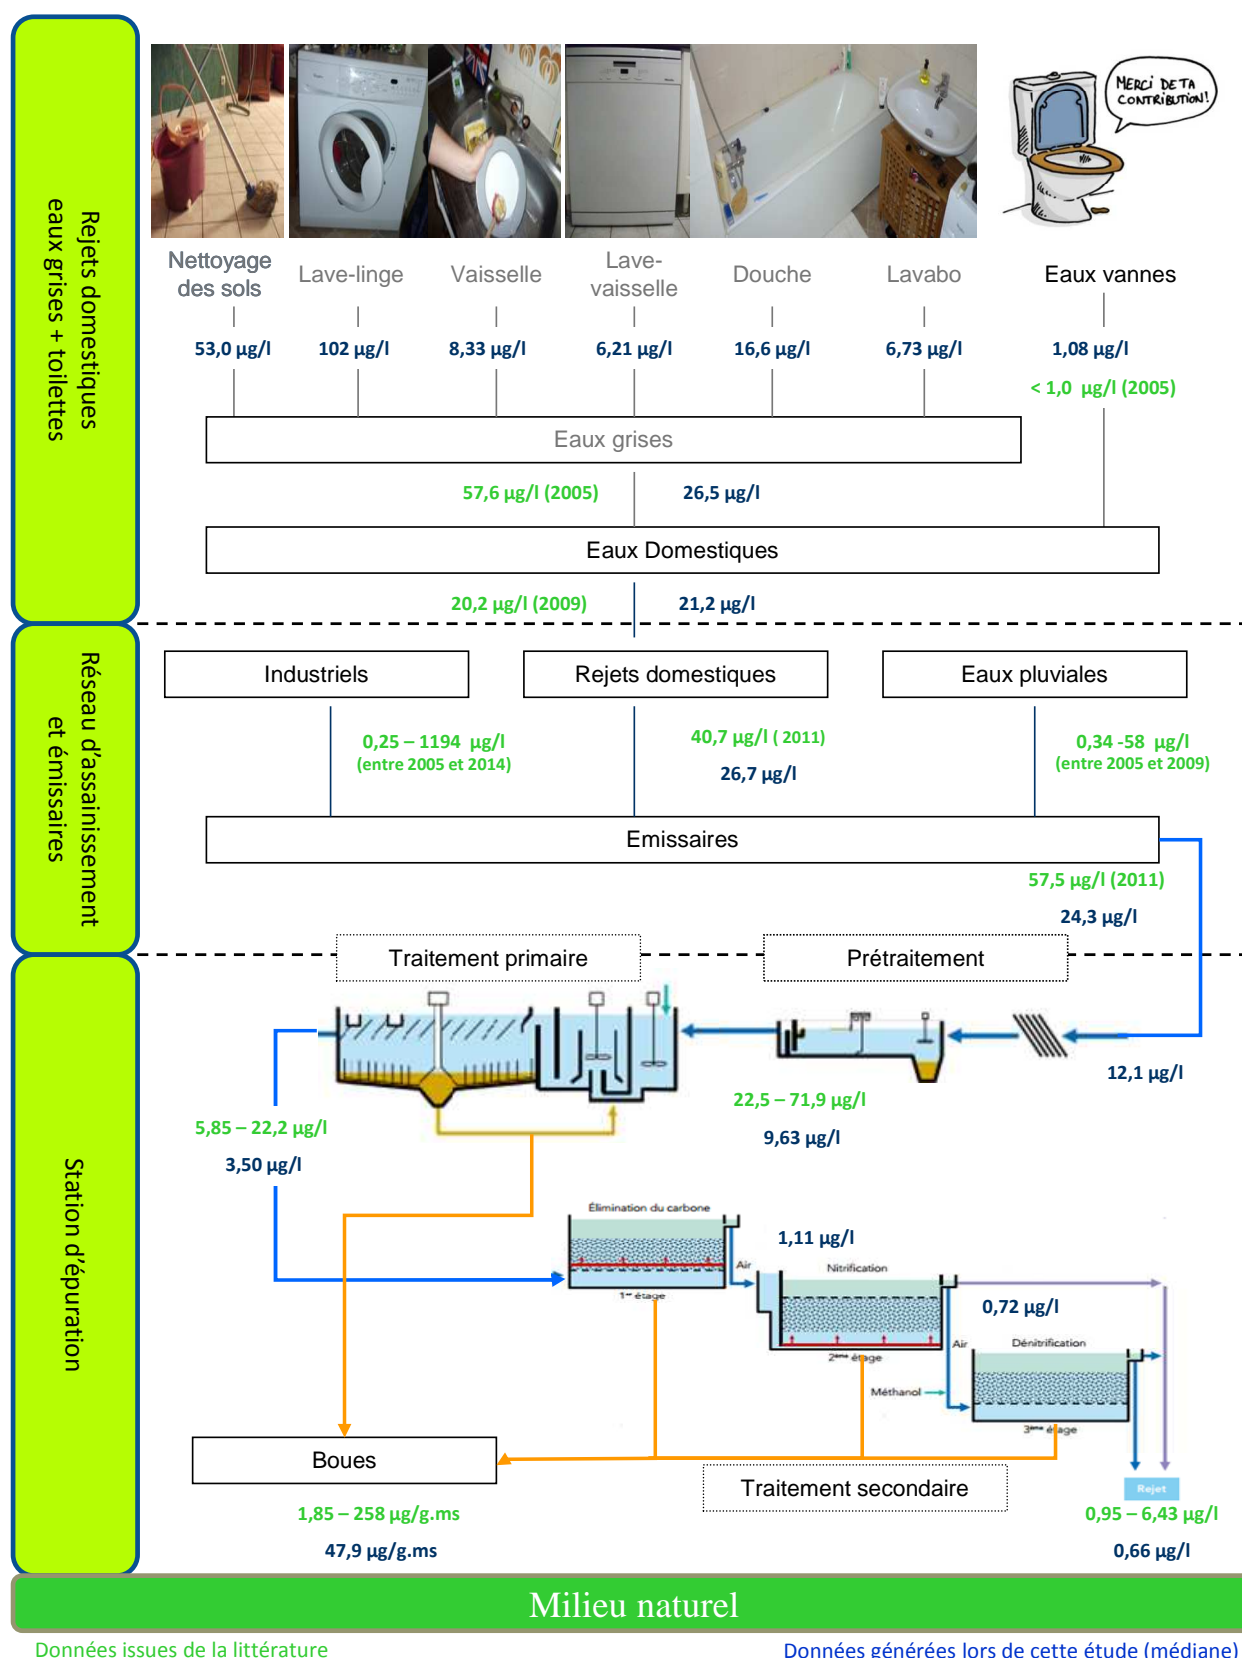 Rejets domestiques
eaux grises + toilettes
MERCI DE TA
CONTRIBUTION!
Nettoyage
des sols
Lave-linge
Vaisselle
Lave-
vaisselle
Douche
Lavabo
Eaux vannes
53,0 µg/l
102 µg/l
8,33 µg/l
6,21 µg/l
16,6 µg/l
6,73 µg/l
1,08 µg/l
< 1,0 µg/l (2005)
Eaux grises
57,6 µg/l (2005)
26,5 µg/l
Eaux Domestiques
20,2 µg/l (2009)
21,2 µg/l
Réseau d'assainissement
et émissaires
Industriels
Rejets domestiques
Eaux pluviales
0,25 – 1194 µg/l
(entre 2005 et 2014)
40,7 µg/l ( 2011)
26,7 µg/l
0,34 -58 µg/l
(entre 2005 et 2009)
Emissaires
57,5 µg/l (2011)
24,3 µg/l
Station d'épuration
Traitement primaire
Prétraitement
12,1 µg/l
22,5 – 71,9 µg/l
9,63 µg/l
5,85 – 22,2 µg/l
3,50 µg/l
Élimination du carbone
1,11 µg/l
Air
Nitrification
1er étage
0,72 µg/l
2ème étage
Air
Dénitrification
Méthanol
3ème étage
Boues
Traitement secondaire
Rejet
1,85 – 258 µg/g.ms
47,9 µg/g.ms
0,95 – 6,43 µg/l
0,66 µg/l
Milieu naturel
Données issues de la littérature
Données générées lors de cette étude (médiane)